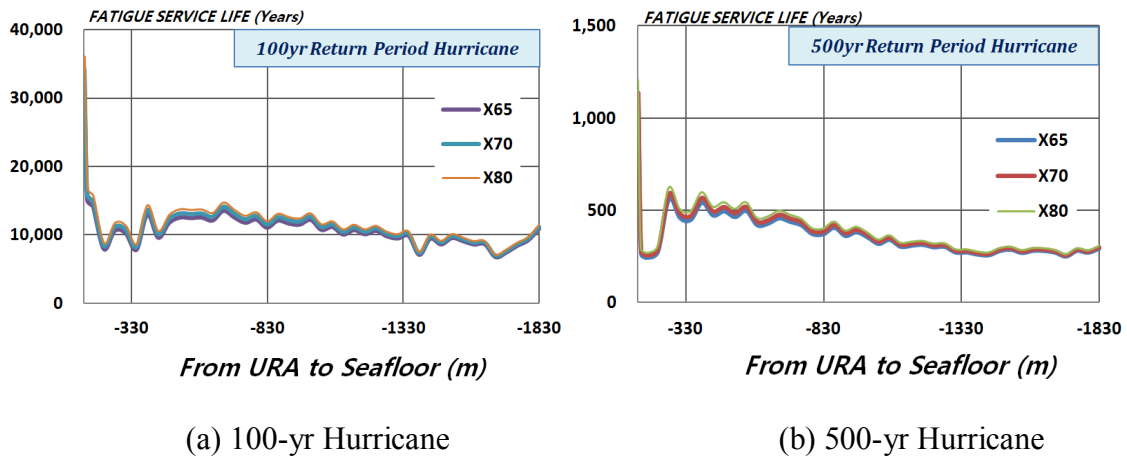 FATIGUE SERVICE LIFE (Years)
40,000
100yr Return Period Hurricane
30,000
X65
X70
20,000
X80
10,000
0
-330
-830
-1330
-1830
From URA to Seafloor (m)
(a) 100-yr Hurricane
FATIGUE SERVICE LIFE (Years)
1,500
500yr Return Period Hurricane
1,000
X65
X70
500
X80
0
-330
-830
-1330
-1830
From URA to Seafloor (m)
(b) 500-yr Hurricane